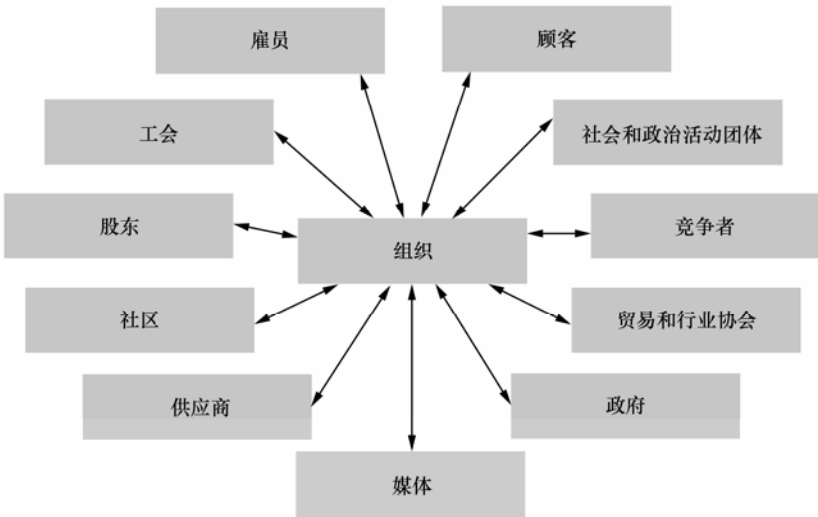 雇员
顾客
工会
社会和政治活动团体
股东
组织
竞争者
社区
贸易和行业协会
供应商
政府
媒体